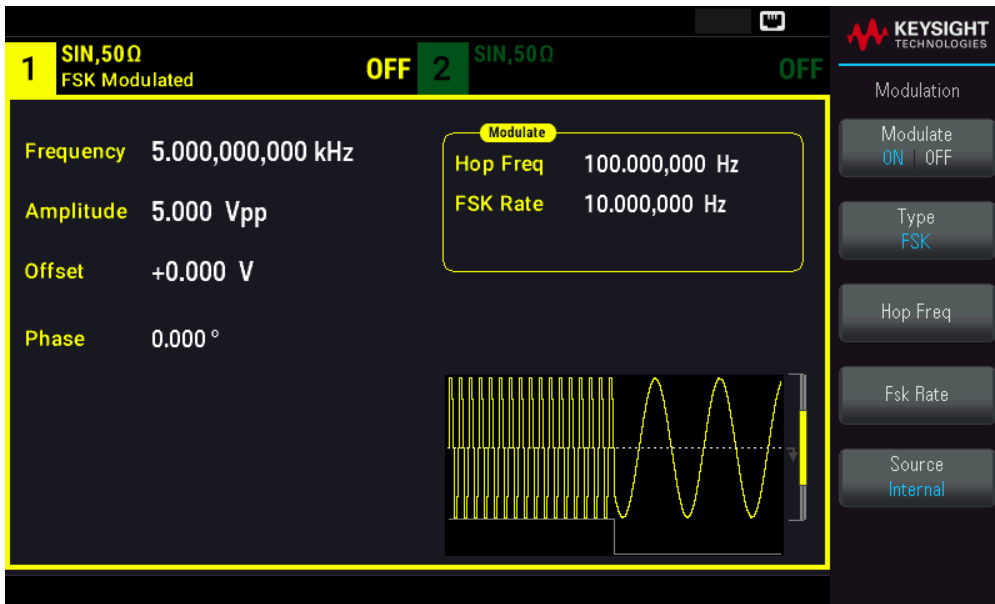 KEYSIGHT
TECHNOLOGIES
1 SIN,50Ω
FSK Modulated
OFF
2 SIN,50Ω
OFF
Frequency 5.000,000,000 kHz
Amplitude 5.000 Vpp
Offset +0.000 V
Phase 0.000 °
Modulate
Hop Freq 100.000,000 Hz
FSK Rate 10.000,000 Hz
Modulation
Modulate
ON | OFF
Type
FSK
Hop Freq
Fsk Rate
Source
Internal